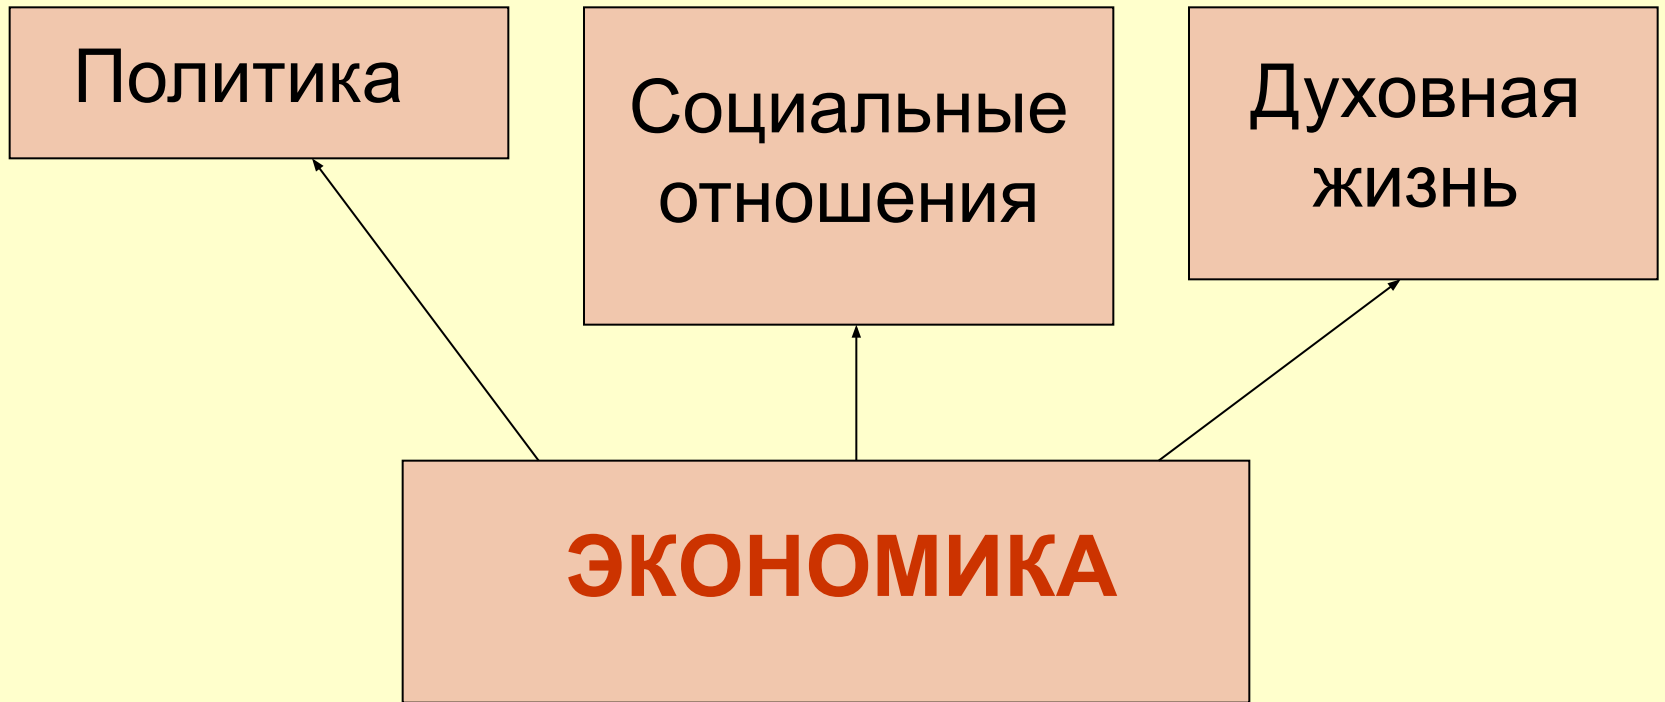 Политика
Социальные
отношения
Духовная
жизнь
ЭКОНОМИКА